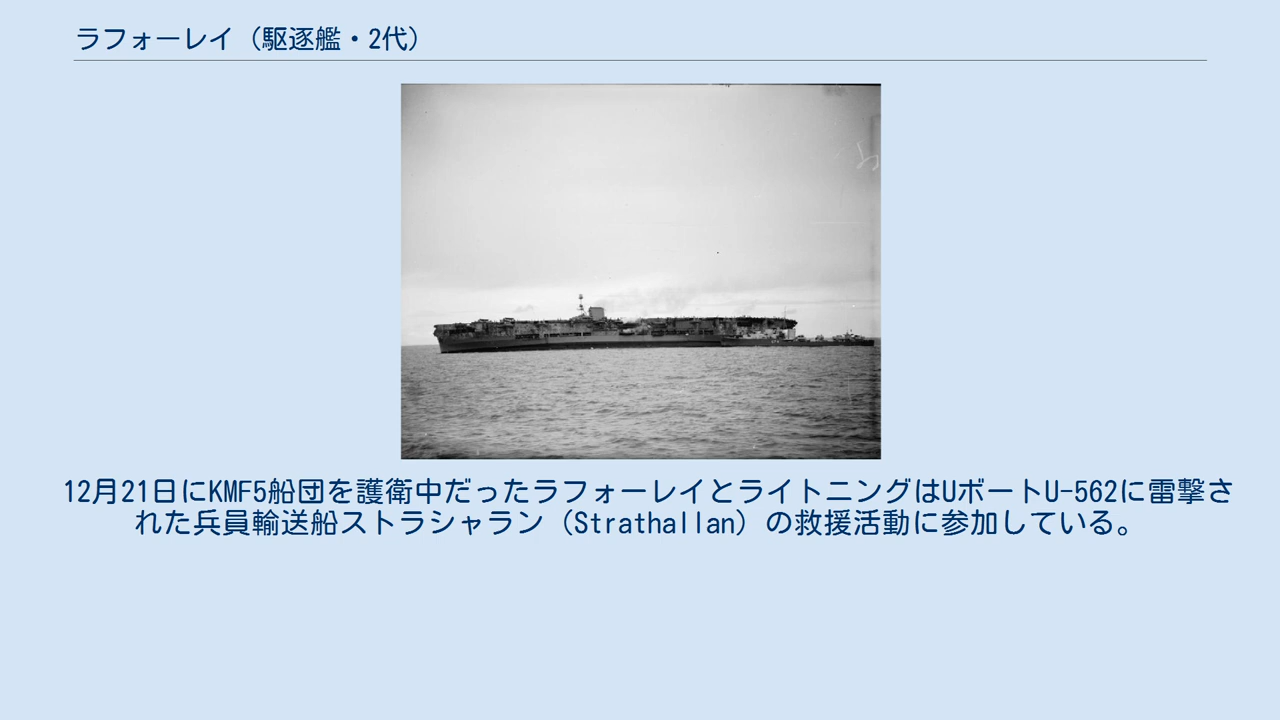 ラフォーレイ（駆逐艦・2代）
12月21日にKMF5船団を護衛中だったラフォーレイとライトニングはUボートU-562に雷撃さ
れた兵員輸送船ストラシャラン（Strathallan）の救援活動に参加している。